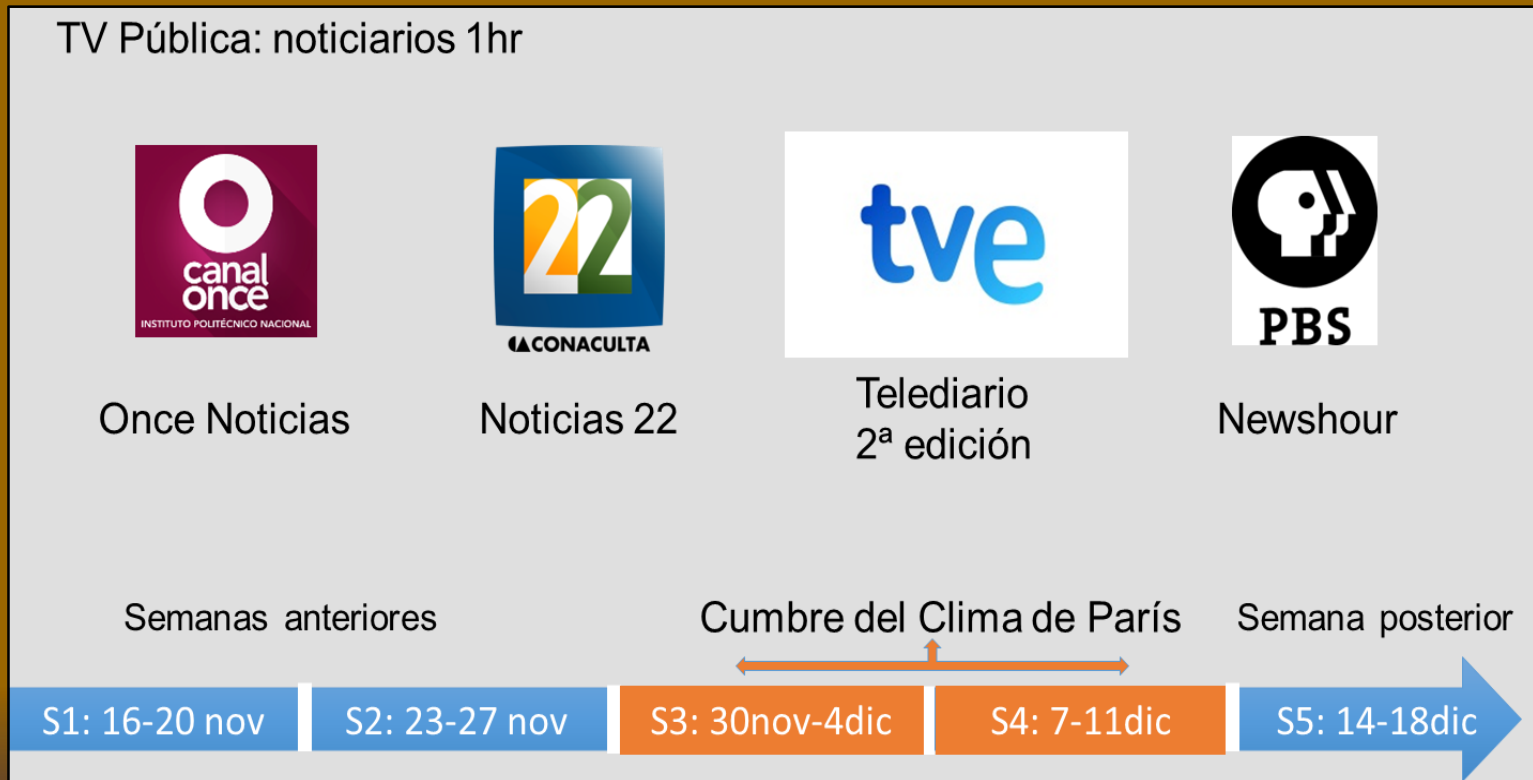 TV Pública: noticiarios 1hr
canal
once
INSTITUTO POLITÉCNICO NACIONAL
22
CONACULTA
tve
PBS
Once Noticias
Noticias 22
Telediario
2ª edición
Newshour
Semanas anteriores
Cumbre del Clima de París
Semana posterior
S1: 16-20 nov
S2: 23-27 nov
S3: 30nov-4dic
S4: 7-11dic
S5: 14-18dic